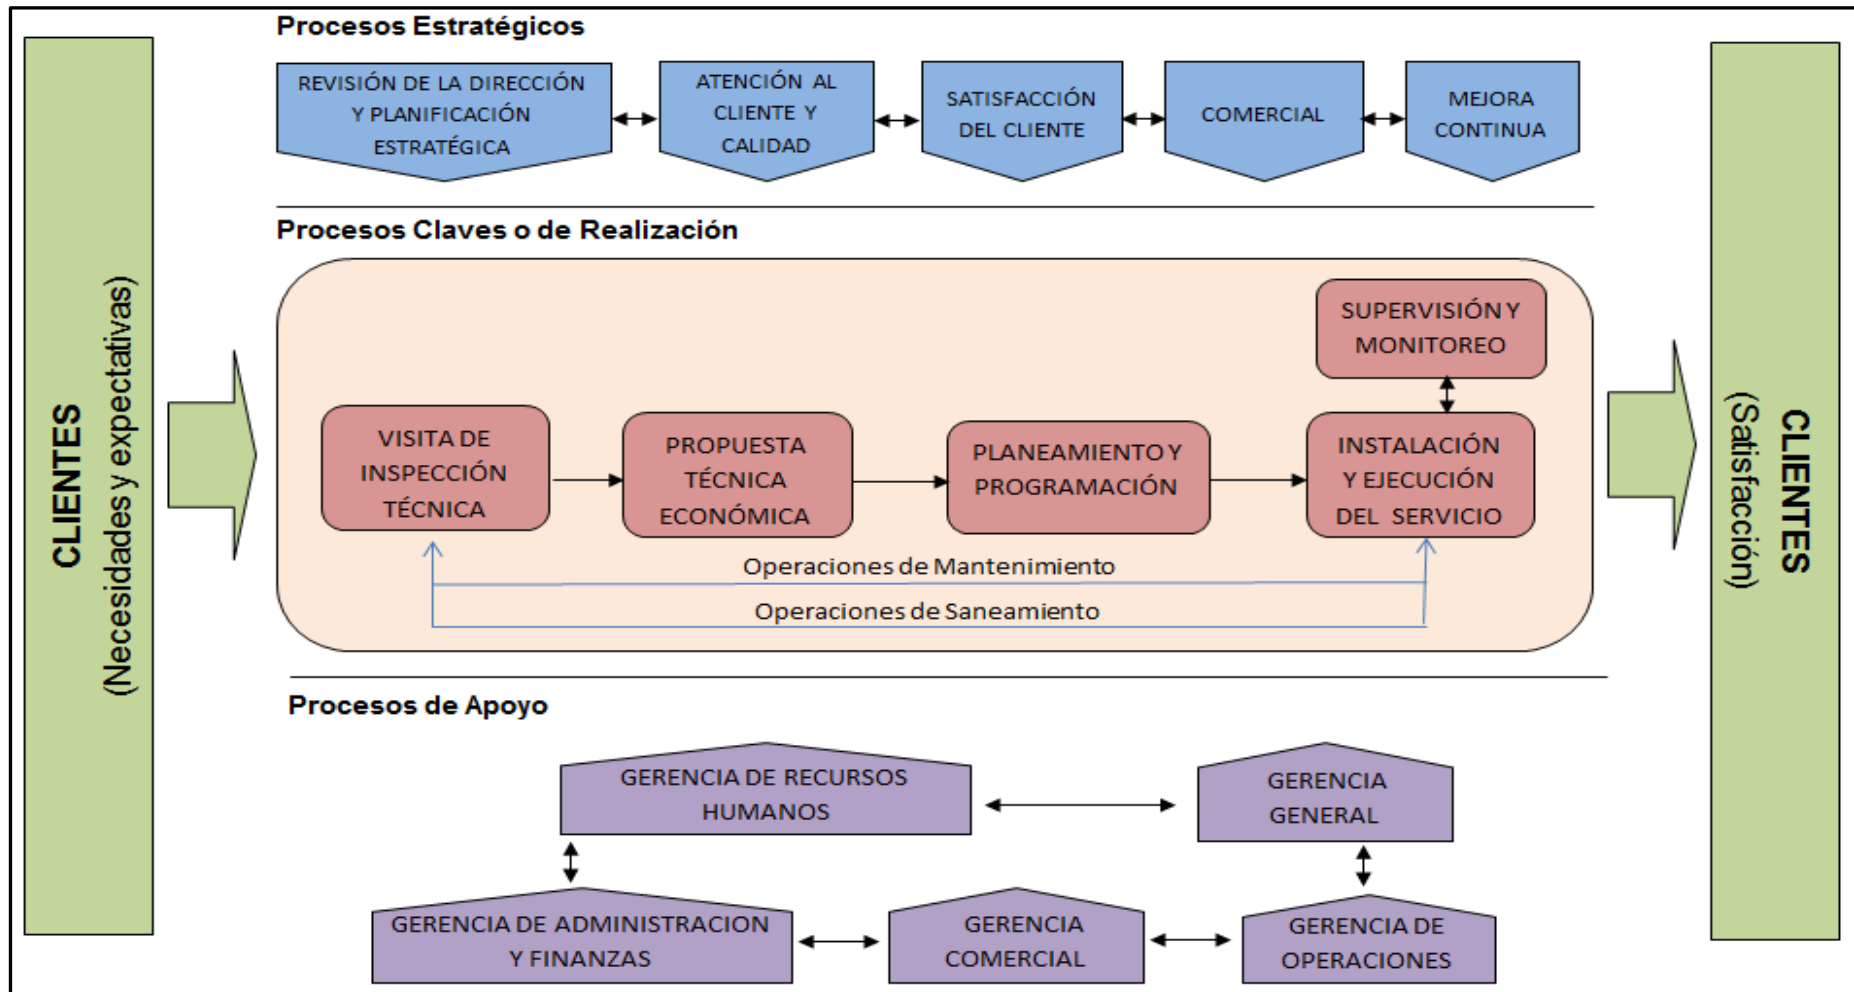 Procesos Estratégicos
REVISIÓN DE LA DIRECCIÓN
Y PLANIFICACIÓN
ESTRATÉGICA
ATENCIÓN AL
CLIENTE Y
CALIDAD
SATISFACCIÓN
DEL CLIENTE
COMERCIAL
MEJORA
CONTINUA
CLIENTES
(Necesidades y expectativas)
Procesos Claves o de Realización
SUPERVISIÓN Y
MONITOREO
VISITA DE
INSPECCIÓN
TÉCNICA
PROPUESTA
TÉCNICA
ECONÓMICA
PLANEAMIENTO Y
PROGRAMACIÓN
INSTALACIÓN
Y EJECUCIÓN
DEL SERVICIO
Operaciones de Mantenimiento
Operaciones de Saneamiento
CLIENTES
(Satisfacción)
Procesos de Apoyo
GERENCIA DE RECURSOS
HUMANOS
GERENCIA
GENERAL
GERENCIA DE ADMINISTRACION
Y FINANZAS
GERENCIA
COMERCIAL
GERENCIA DE
OPERACIONES